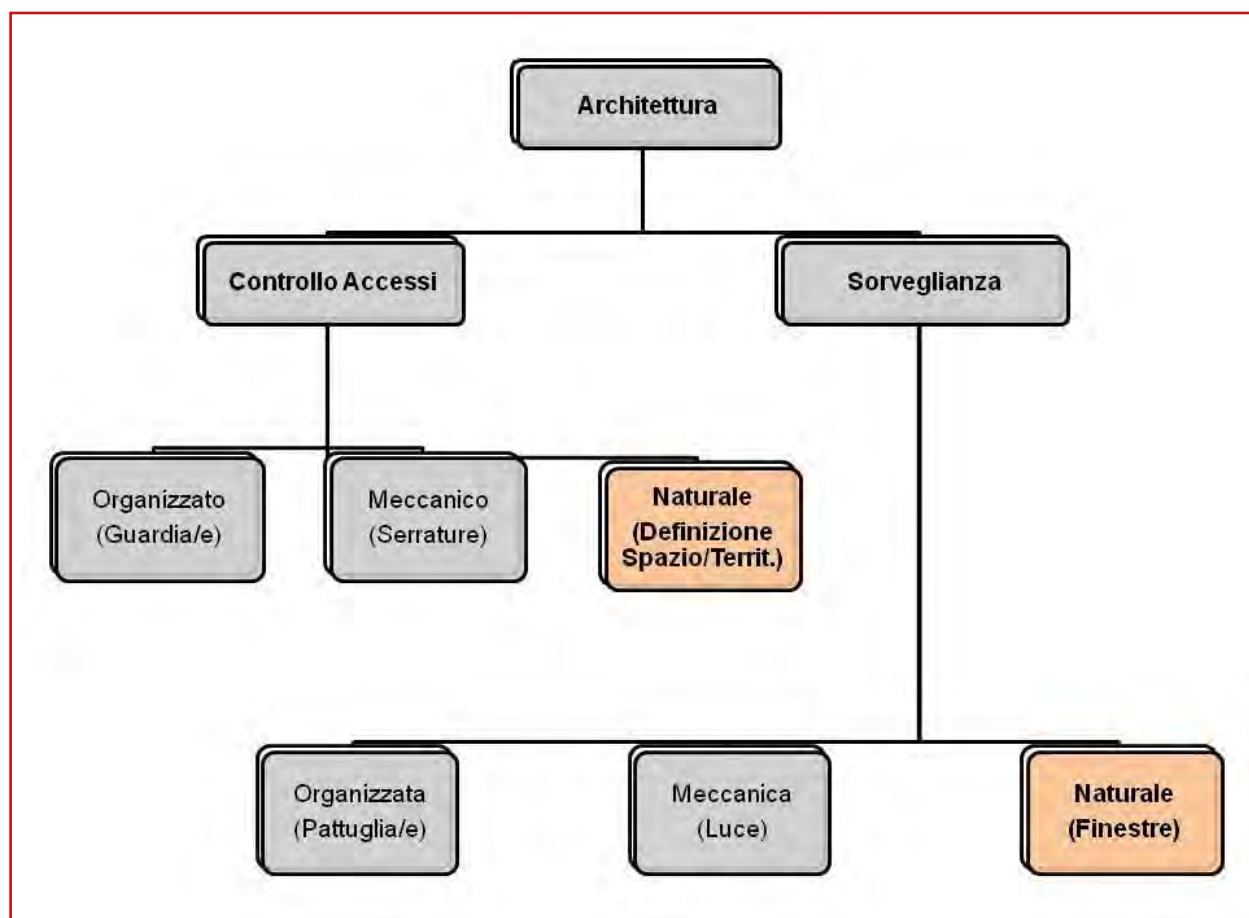 Architettura
Controllo Accessi
Sorveglianza
Organizzato
(Guardia/e)
Meccanico
(Serrature)
Naturale
(Definizione
Spazio/Territ.)
Organizzata
(Pattuglia/e)
Meccanica
(Luce)
Naturale
(Finestre)